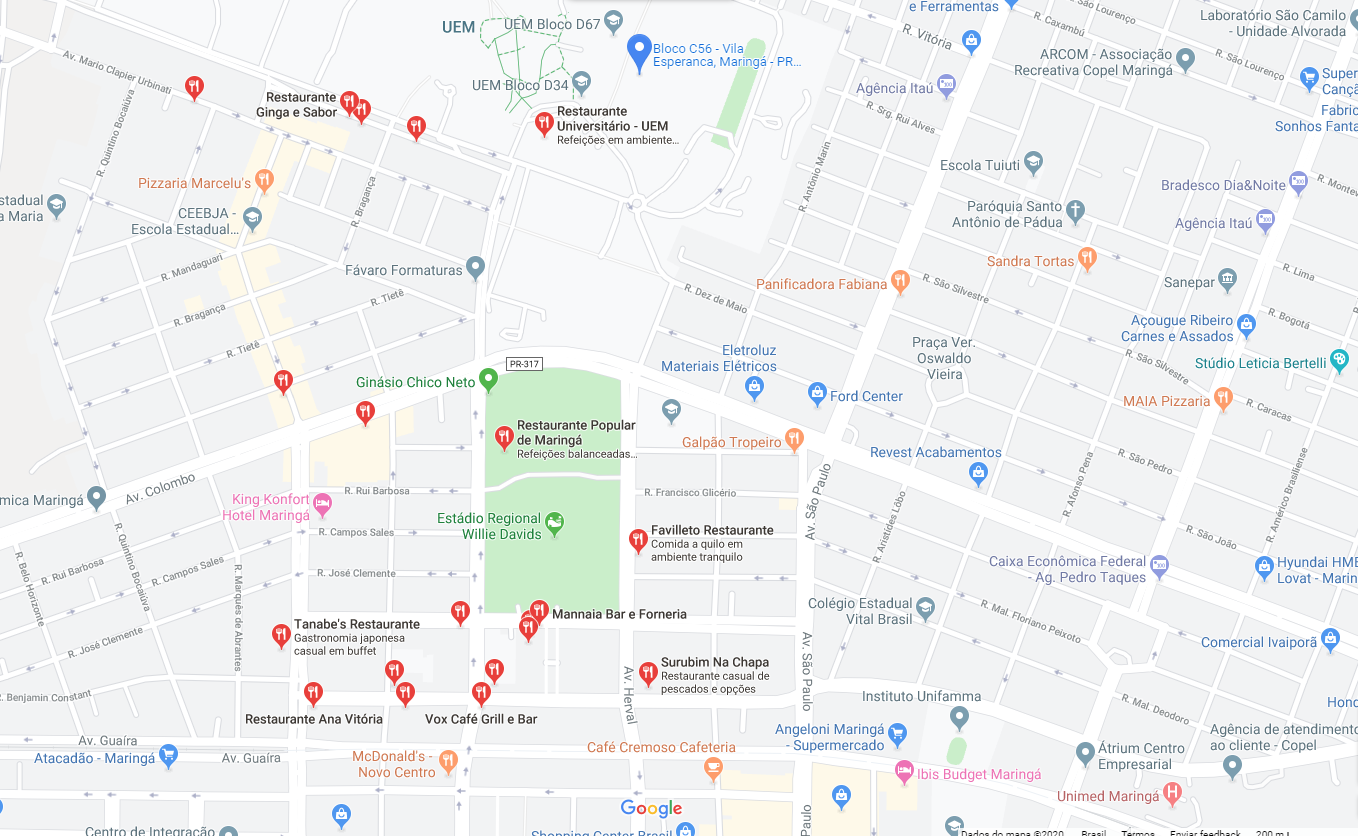 e Ferramentas
R. Caxambú
R. São Lourenço
Laboratório São Camilo
- Unidade Alvorada
UEM
UEM Bloco D67
R. Vitória
Bloco C56 - Vila
Esperanca, Maringá - PR...
ARCOM - Associação
Recreativa Copel Maringá
R. São Lourenço
Av. Mario Clapier Urbinati
UEM Bloco D34
Agência Itaú
Super
Canç
Restaurante
Ginga e Sabor
Restaurante
Universitário - UEM
Refeições em ambiente...
R. Srg. Rui Alves
Fabric
Sonhos Fanta
R. Quintino Bocaiúva
R. Antônio Marin
Escola Tuiuti
Pizzaria Marcelu's
R. Bragança
Bradesco Dia&Noite
R. Montev
stadual
a Maria
CEEBJA -
Escola Estadual...
Paróquia Santo
Antônio de Pádua
Agência Itaú
R. Mandaguari
Fávaro Formaturas
Sandra Tortas
R. Lima
Panificadora Fabiana
R. São Silvestre
Sanepar
R. Tietê
R. Dez de Maio
R. Bragança
R. Bogotá
Açougue Ribeiro
Carnes e Assados
R. Tietê
Eletroluz
Materiais Elétricos
Praça Ver.
Oswaldo
Vieira
R. São Silvestre
PR-317
Stúdio Leticia Bertelli
Ginásio Chico Neto
Ford Center
MAIA Pizzaria
R. Caracas
Restaurante Popular
de Maringá
Refeições balanceadas...
Galpão Tropeiro
Revest Acabamentos
R. São Pedro
R. Afonso Pena
R. Américo Brasiliense
Av. Colombo
mica Maringá
R. Rui Barbosa
R. Francisco Glicério
King Konfort
Hotel Maringá
Av. São Paulo
R. Aristides Lobo
Estádio Regional
Willie Davids
Favilleto Restaurante
Comida a quilo em
ambiente tranquilo
R. Campos Sales
R. São João
R. Belo Horizonte
R. Quintino Bocaiúva
R. Rui Barbosa
R. Campos Sales
R. José Clemente
Caixa Econômica Federal
- Ag. Pedro Taques
Hyundai HMB
Lovat - Marin
R. Marquês de Abrantes
Colégio Estadual
Vital Brasil
R. Mal. Floriano Peixoto
Mannaia Bar e Forneria
Tanabe's Restaurante
Gastronomia japonesa
casual em buffet
R. José Clemente
Av. São Paulo
Comercial Ivaiporã
Surubim Na Chapa
Restaurante casual de
pescados e opções
Av. Herval
R. Benjamin Constant
Instituto Unifamma
R. Mal. Deodoro
Hond
Restaurante Ana Vitória
Vox Café Grill e Bar
Av. Guaíra
Angeloni Maringá
- Supermercado
Agência de atendimento
ao cliente - Copel
Atacadão - Maringá
Av. Guaíra
McDonald's -
Novo Centro
Café Cremoso Cafeteria
Átrium Centro
Empresarial
Ibis Budget Maringá
Unimed Maringá
Google
Paulo
Centro de Integração
Shopping Center Brasil
Dados do mapa ©2020
Brasil
Termos
Enviar feedback
200 m